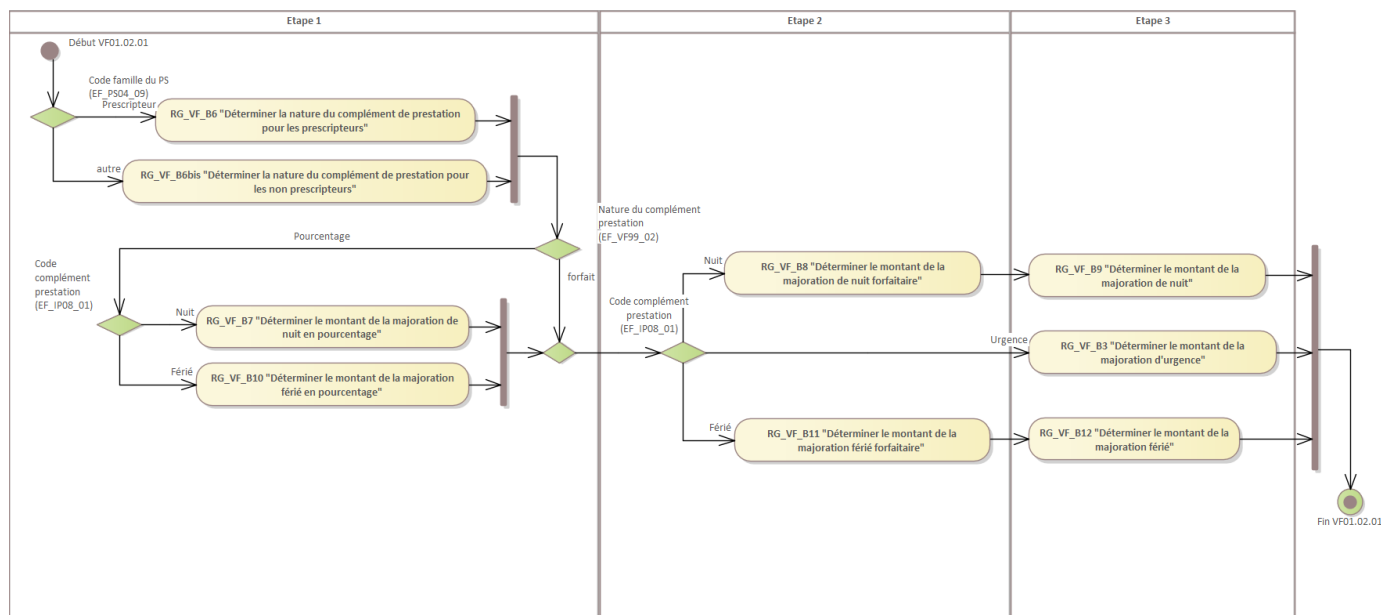 Etape 1
Etape 2
Etape 3
Début VF01.02.01
Code famille du PS
(EF_PS04_09)
Prescripteur
RG_VF_B6 "Déterminer la nature du complément de prestation
pour les prescripteurs"
autre
RG_VF_B6bis "Déterminer la nature du complément de prestation pour
les non prescripteurs"
Nature du complément
prestation
(EF_VF99_02)
Pourcentage
forfait
Code
complément
prestation
(EF_IP08_01)
Nuit
RG_VF_B7 "Déterminer le montant de la majoration de
nuit en pourcentage"
Férié
RG_VF_B10 "Déterminer le montant de la majoration
férié en pourcentage"
Code complément
prestation
(EF_IP08_01)
Nuit
RG_VF_B8 "Déterminer le montant de la
majoration de nuit forfaitaire"
RG_VF_B9 "Déterminer le montant de la
majoration de nuit"
Urgence
RG_VF_B3 "Déterminer le montant de la
majoration d'urgence"
Férié
RG_VF_B11 "Déterminer le montant de la
majoration férié forfaitaire"
RG_VF_B12 "Déterminer le montant de la
majoration férié"
Fin VF01.02.01